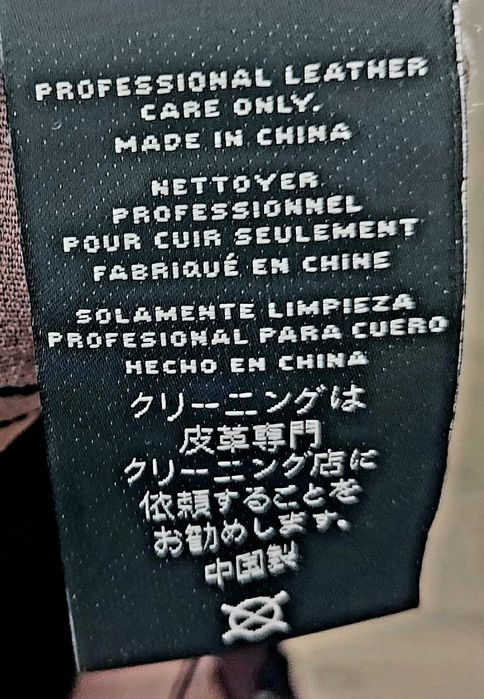 PROFESSIONAL LEATHER
CARE ONLY.
MADE IN CHINA
NETTOYER
PROFESSIONNEL
POUR CUIR SEULEMENT
FABRIQUÉ EN CHINE
SOLAMENTE LIMPIEZA
PROFESIONAL PARA CUERO
HECHO EN CHINA
クリーニングは
皮革専門
クリーニング店に
依頼することを
お勧めします。
中国製